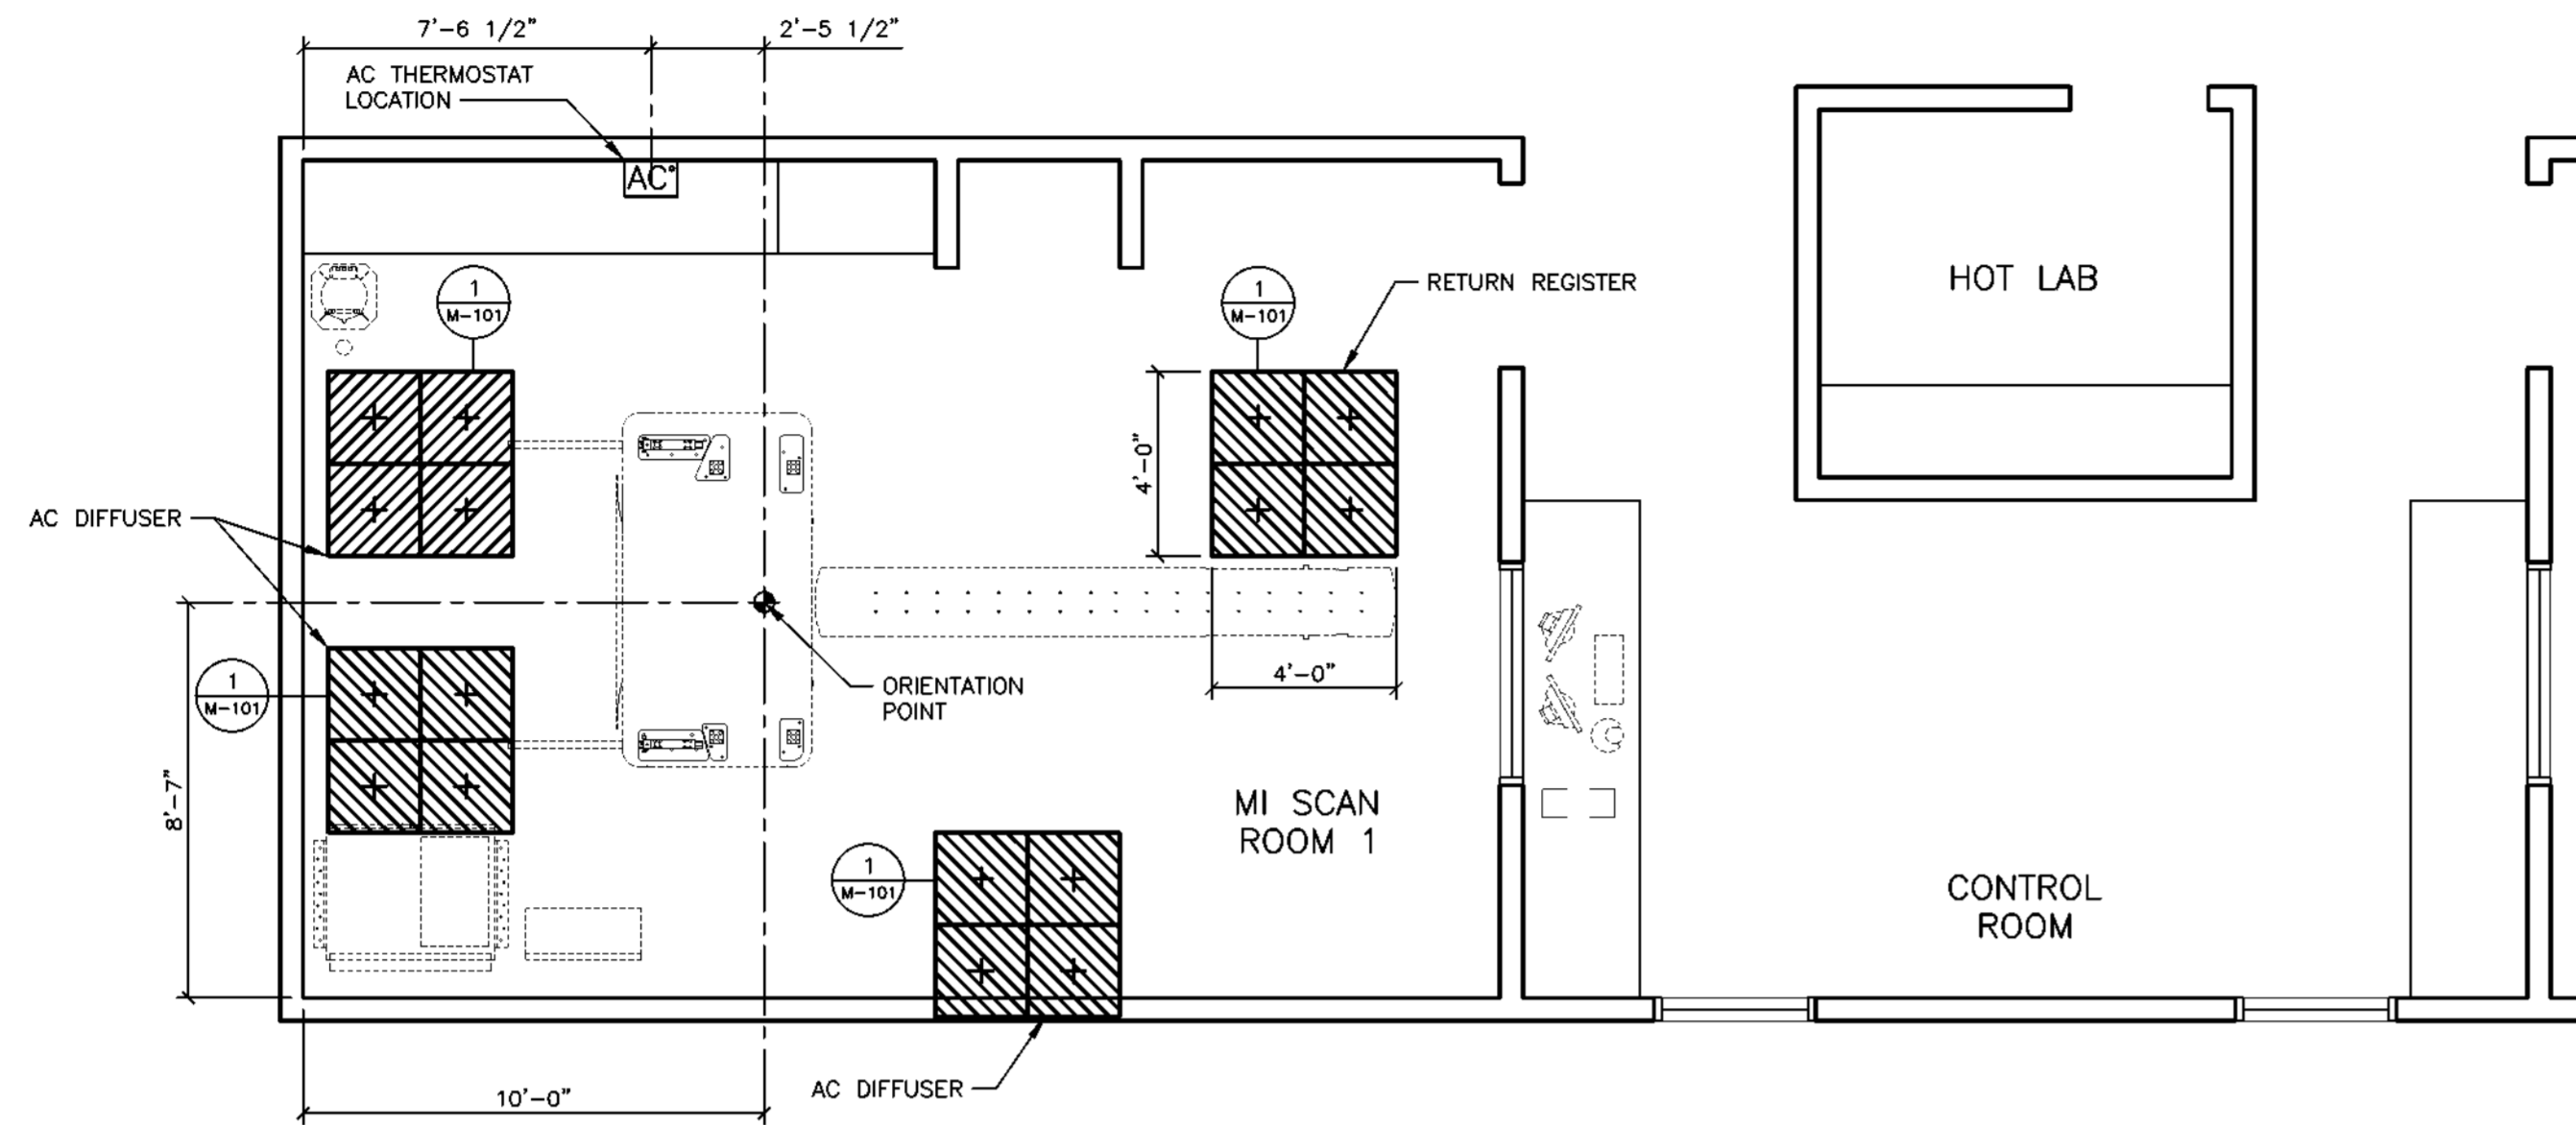 7'-6 1/2"
2'-5 1/2"
AC THERMOSTAT
LOCATION
AC°
1
M-101
1
M-101
RETURN REGISTER
HOT LAB
4'-0"
AC DIFFUSER
4'-0"
1
M-101
ORIENTATION
POINT
8'-7"
MI SCAN
ROOM 1
1
M-101
CONTROL
ROOM
AC DIFFUSER
10'-0"